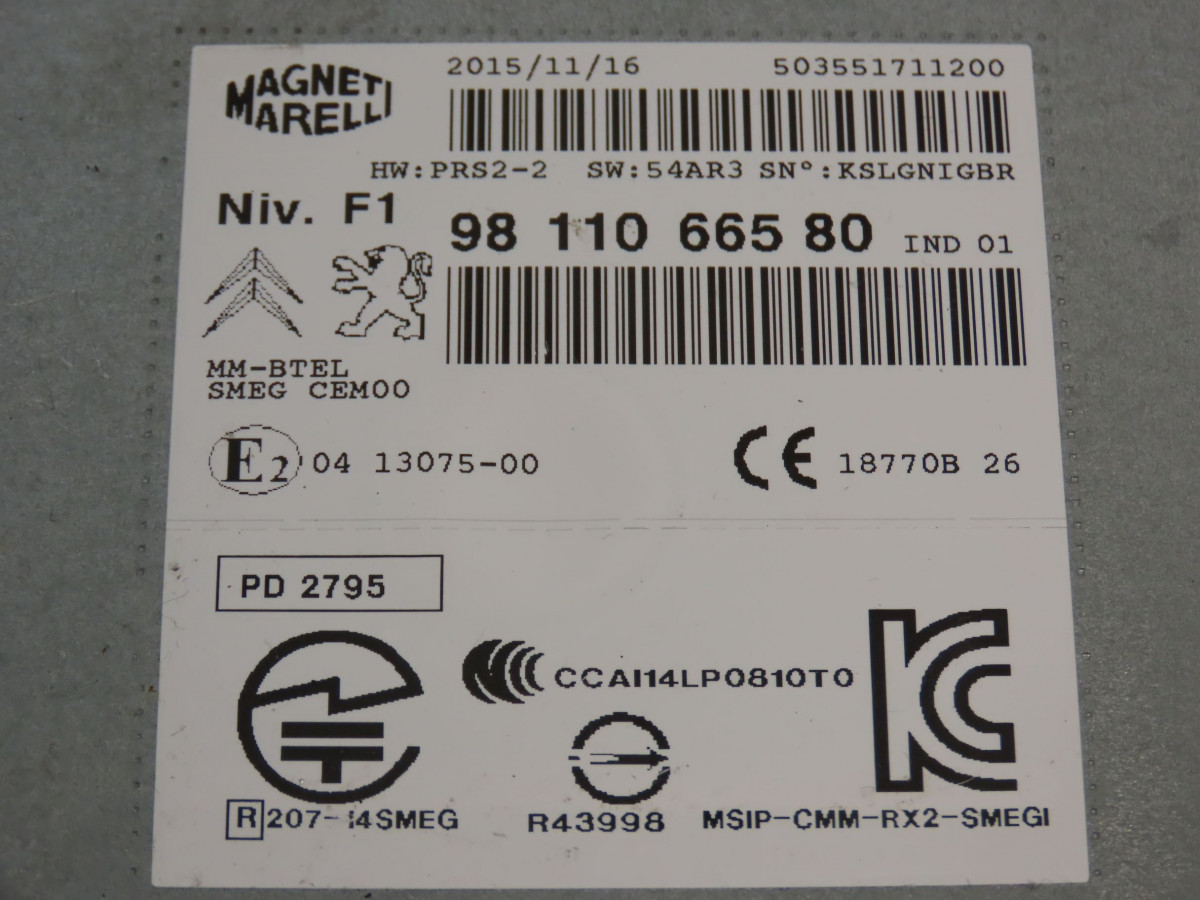 MAGNETI
MARELLI
2015/11/16 503551711200
HW:PRS2-2 SW:54AR3 SN°:KSLGNIGBR
Niv. F1
98 110 665 80 IND 01
MM-BTEL
SMEG CEM00
E2 04 13075-00
CE 18770B 26
PD 2795
CCAI14LP0810T0
R 207-14SMEG
R43998
MSIP-CMM-RX2-SMEGI